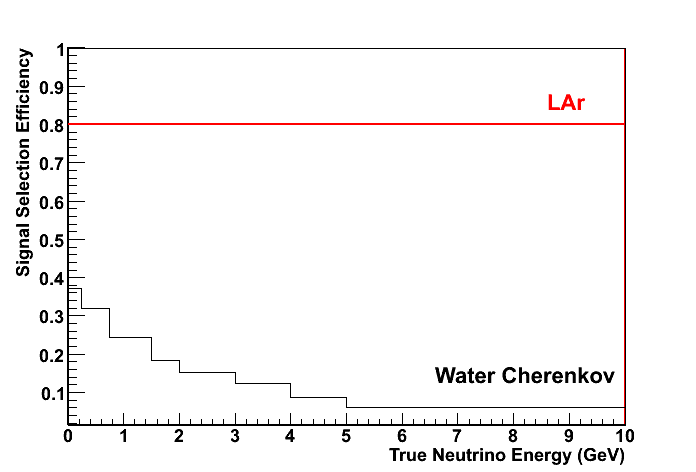 Signal Selection Efficiency
1
0.9
0.8
0.7
0.6
0.5
0.4
0.3
0.2
0.1
LAr
Water Cherenkov
0 1 2 3 4 5 6 7 8 9 10
True Neutrino Energy (GeV)